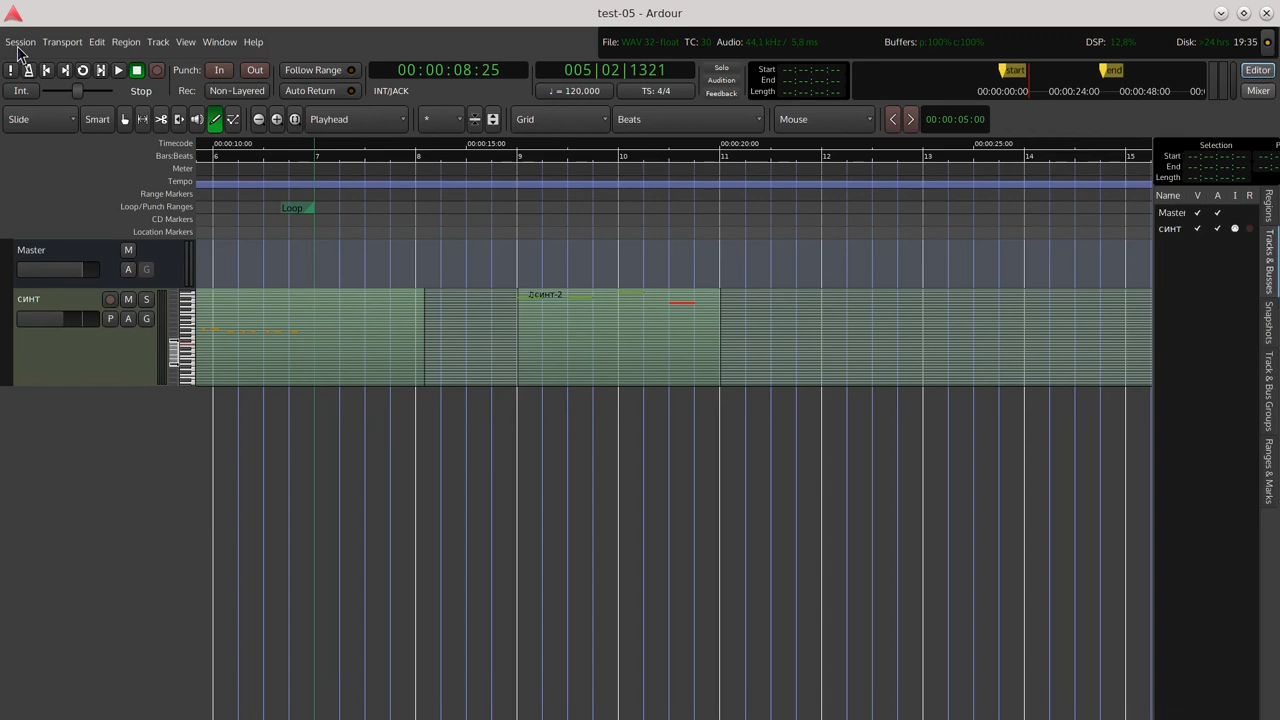 test-05 - Ardour
Session Transport Edit Region Track View Window Help
File: WAV 32-float TC: 30 Audio: 44,1 kHz / 5,8 ms Buffers: p:100% c:100% DSP: 12,8% Disk: >24 hrs 19:35
Punch: In Out Follow Range 00:00:08:25 005|02|1321 Solo Audition Feedback Start --:--:--:-- End --:--:--:-- Length --:--:--:-- start end Editor
Int. Stop Rec: Non-Layered Auto Return INT/JACK ♩ = 120,000 TS: 4/4 00:00:00:00 00:00:24:00 00:00:48:00 Mixer
Slide Smart Playhead * Grid Beats Mouse 00:00:05:00
Timecode 00:00:10:00 00:00:15:00 00:00:20:00 00:00:25:00
Bars:Beats 6 7 8 9 10 11 12 13 14 15
Meter
Tempo
Range Markers
Loop/Punch Ranges Loop
CD Markers
Location Markers
Master M
A G
синт M S
P A G
♫синт-2
Selection
Start --:--:--:--
End --:--:--:--
Length --:--:--:--
Name V A I R
Master ✓ ✓
синт ✓ ✓
Regions
Tracks & Busses
Snapshots
Track & Bus Groups
Ranges & Marks